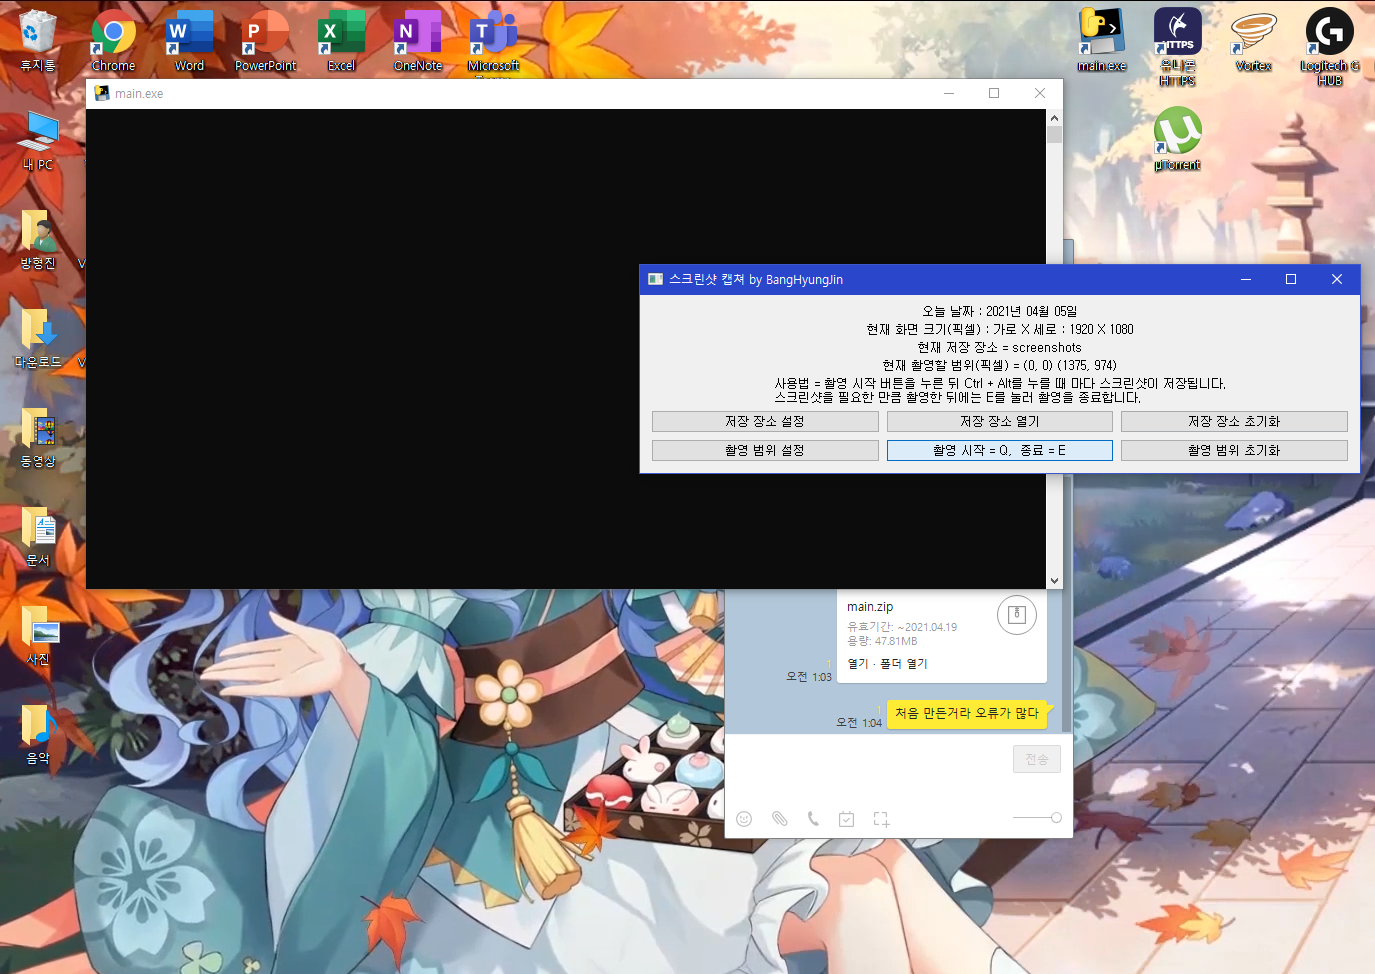 휴지통
Chrome
Word
PowerPoint
Excel
OneNote
Microsoft
main.exe
유니콘
HTTPS
Vortex
Logitech G
HUB
μTorrent
내 PC
방형진
다운로드
동영상
문서
사진
음악
main.exe
스크린샷 캡쳐 by BangHyungJin
오늘 날짜 : 2021년 04월 05일
현재 화면 크기(픽셀) : 가로 X 세로 : 1920 X 1080
현재 저장 장소 = screenshots
현재 촬영할 범위(픽셀) = (0, 0) (1375, 974)
사용법 = 촬영 시작 버튼을 누른 뒤 Ctrl + Alt를 누를 때 마다 스크린샷이 저장됩니다.
스크린샷을 필요한 만큼 촬영한 뒤에는 E를 눌러 촬영을 종료합니다.
저장 장소 설정
저장 장소 열기
저장 장소 초기화
촬영 범위 설정
촬영 시작 = Q,  종료 = E
촬영 범위 초기화
main.zip
유효기간: ~2021.04.19
용량: 47.81MB
열기 · 폴더 열기
1
오전 1:03
1
오전 1:04
처음 만든거라 오류가 많다
전송